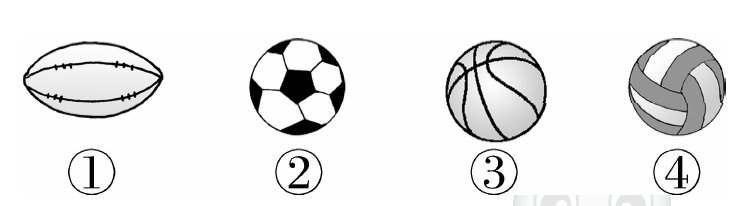 ① ② ③ ④